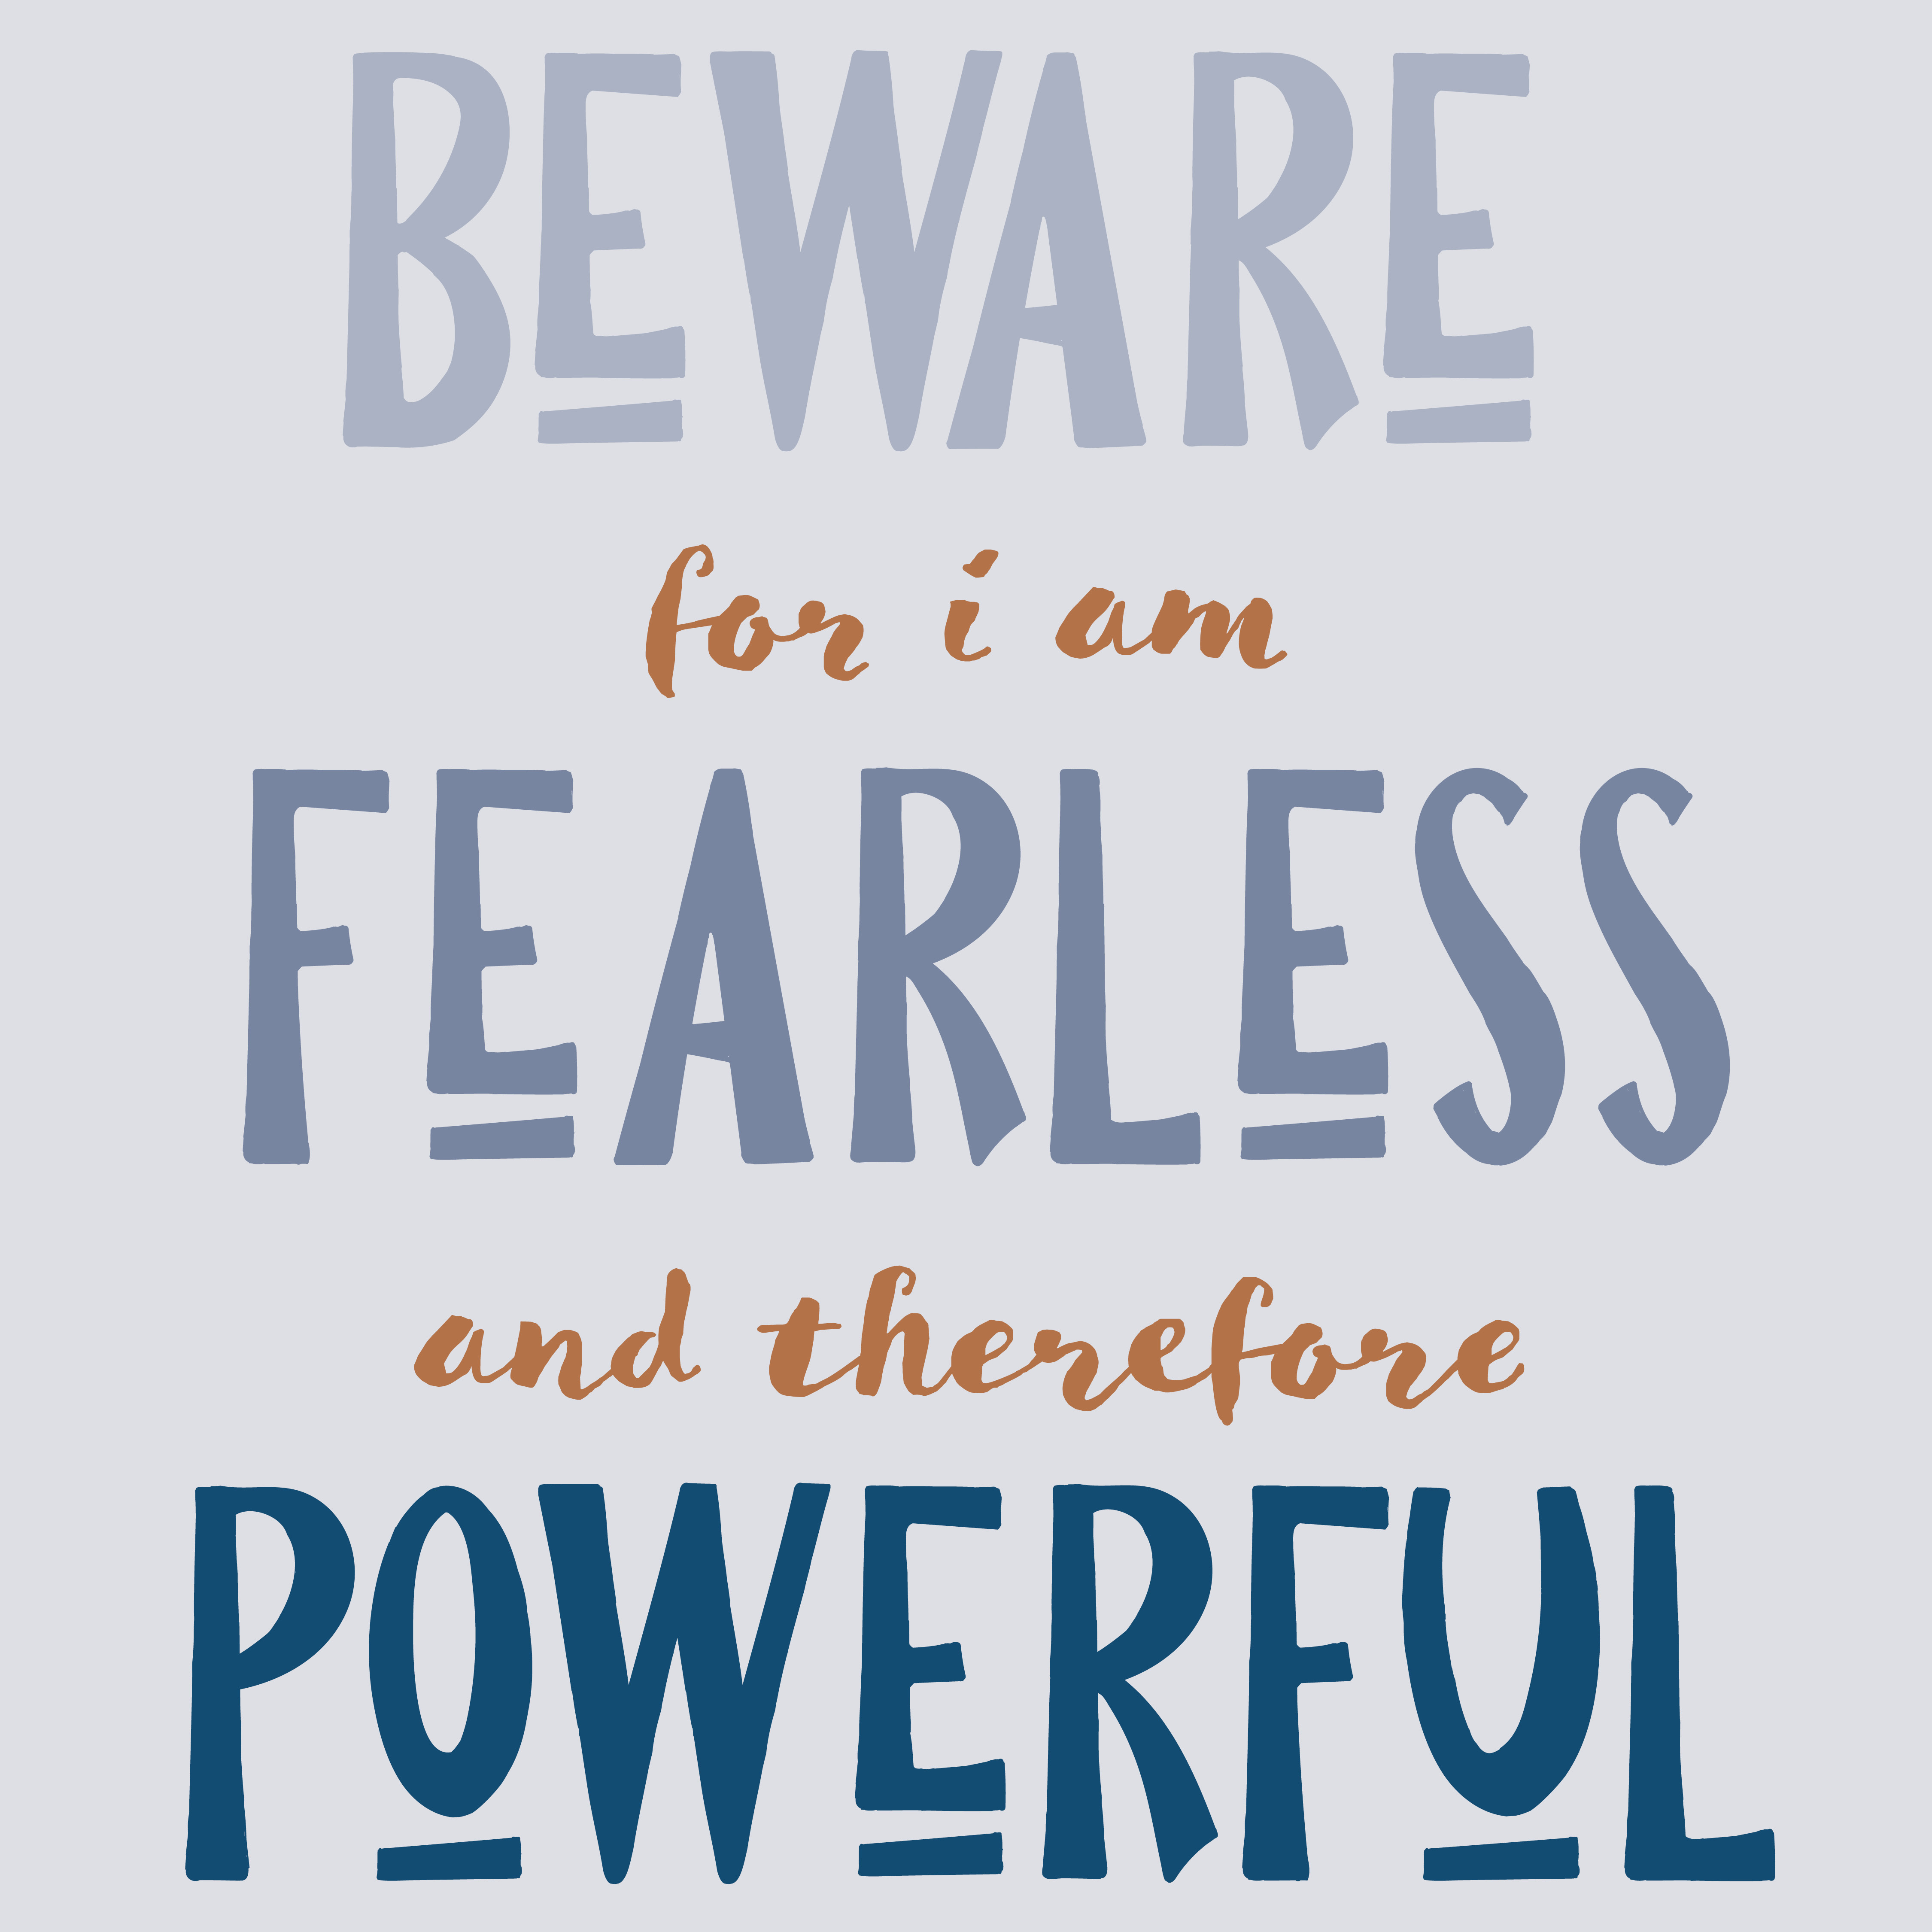 BEWARE
for i am
FEARLESS
and therefore
POWERFUL